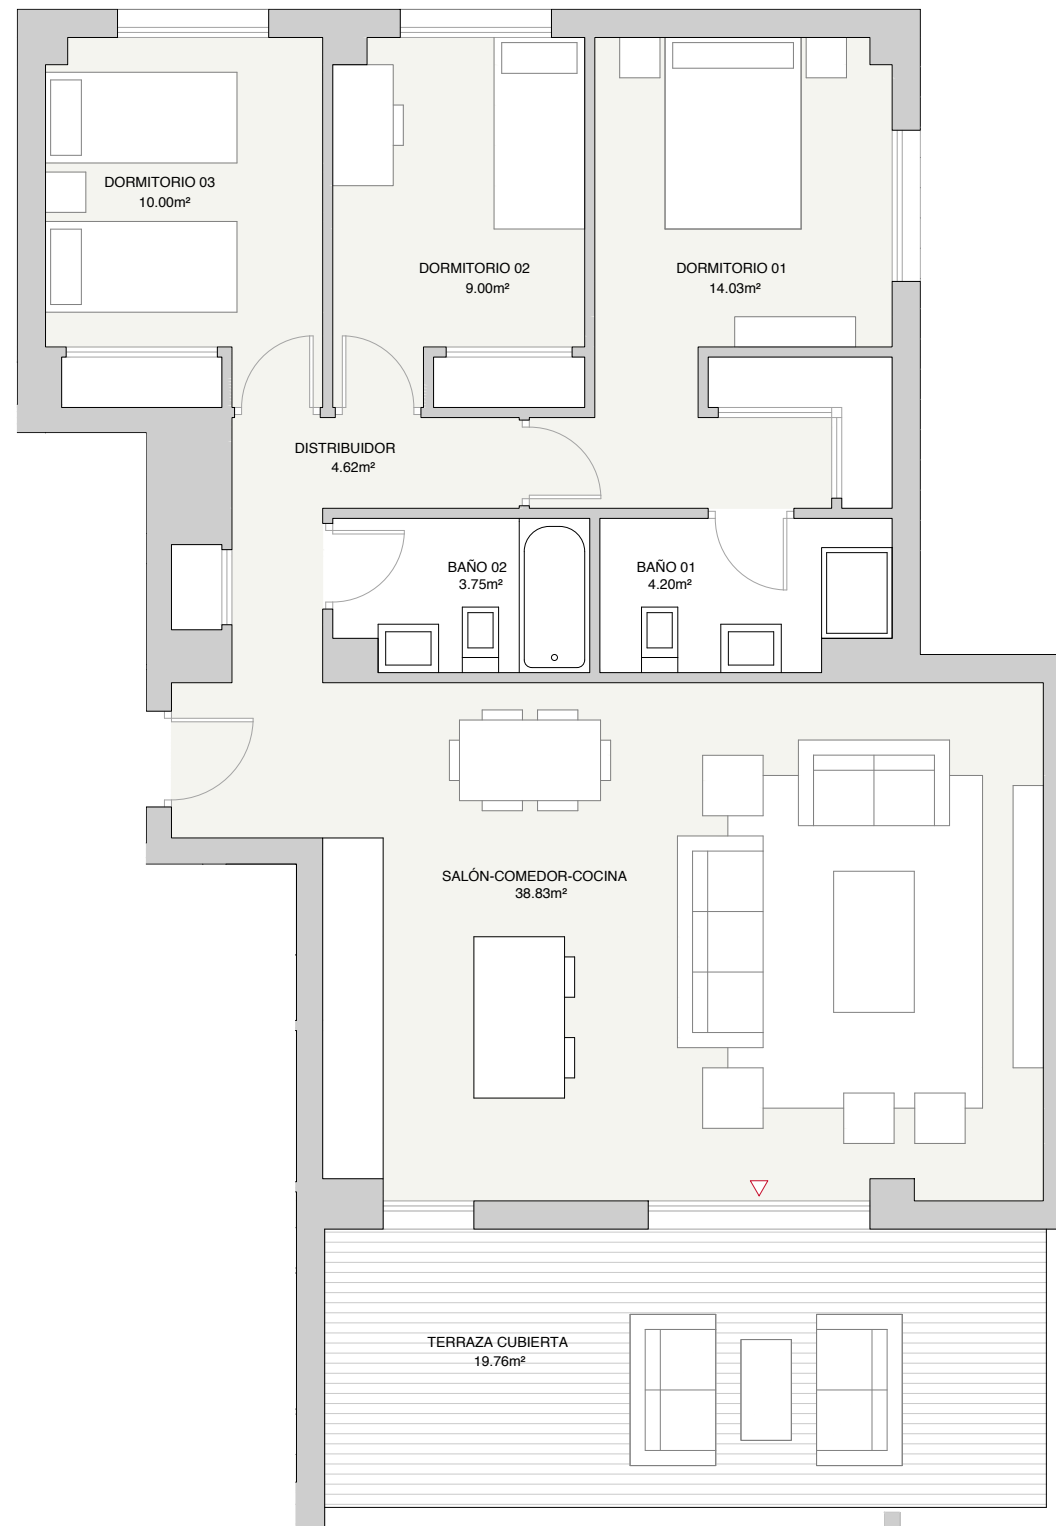 DORMITORIO 03
10.00m²
DORMITORIO 02
9.00m²
DORMITORIO 01
14.03m²
DISTRIBUIDOR
4.62m²
BAÑO 02
3.75m²
BAÑO 01
4.20m²
SALÓN-COMEDOR-COCINA
38.83m²
TERRAZA CUBIERTA
19.76m²